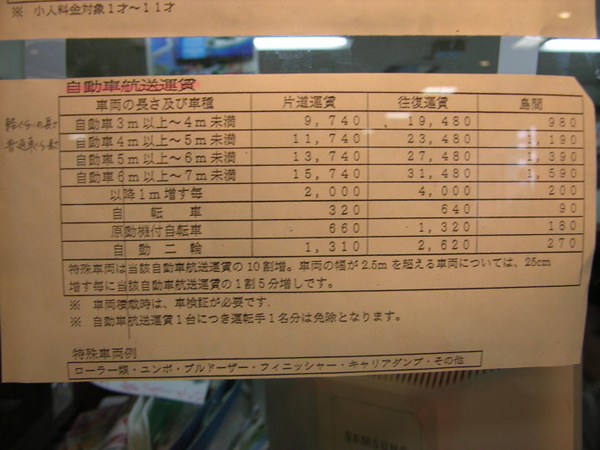 ※ 小人料金対象1才～11才
自動車航送運賃
車両の長さ及び車種 片道運賃 往復運賃 島間
自動車3m以上～4m未満 9,740 19,480 980
自動車4m以上～5m未満 11,740 23,480 1,190
自動車5m以上～6m未満 13,740 27,480 1,390
自動車6m以上～7m未満 15,740 31,480 1,590
以降1m増す毎 2,000 4,000 200
自転車 320 640 90
原動機付自転車 660 1,320 180
自動二輪 1,310 2,620 270
特殊車両は当該自動車航送運賃の10割増。車両の幅が2.5mを超える車両については、25cm
増す毎に当該自動車航送運賃の1割5分増しです。
※ 車両積載時は、車検証が必要です.
※ 自動車航送運賃1台につき運転手1名分は免除となります。
特殊車両例
ローラー類・ユンボ・ブルドーザー・フィニッシャー・キャリアダンプ・その他
SAMSUNG